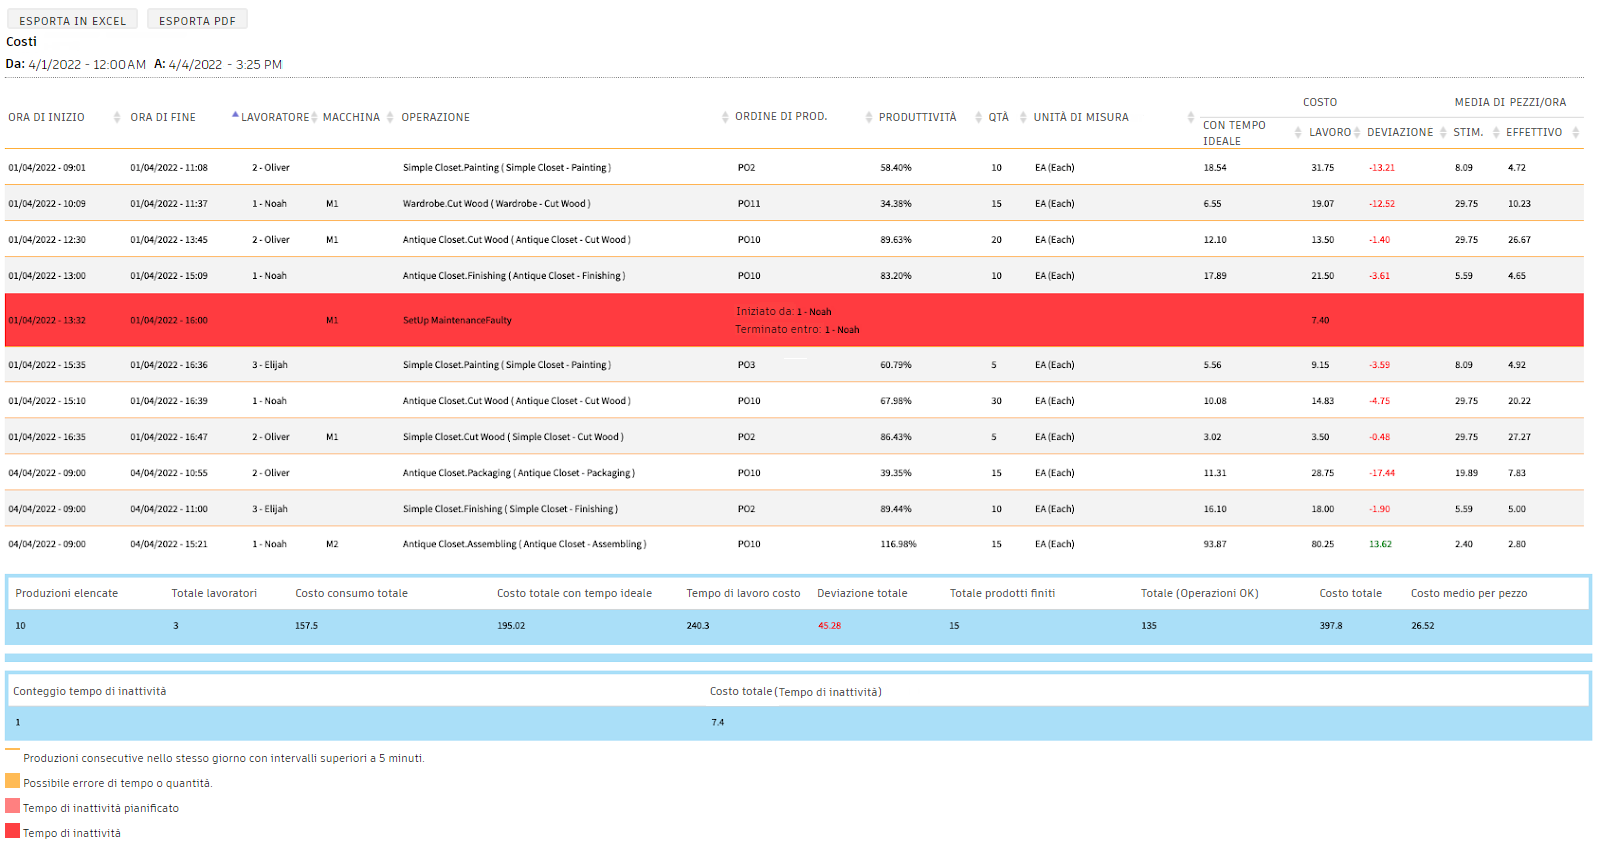 ESPORTA IN EXCEL ESPORTA PDF
Costi
Da: 4/1/2022 - 12:00 AM A: 4/4/2022 - 3:25 PM
COSTO MEDIA DI PEZZI/ORA
ORA DI INIZIO ORA DI FINE LAVORATORE MACCHINA OPERAZIONE ORDINE DI PROD. PRODUTTIVITÀ QTÀ UNITÀ DI MISURA CON TEMPO IDEALE LAVORO DEVIAZIONE STIM. EFFETTIVO
01/04/2022 - 09:01 01/04/2022 - 11:08 2 - Oliver Simple Closet.Painting ( Simple Closet - Painting ) PO2 58.40% 10 EA (Each) 18.54 31.75 -13.21 8.09 4.72
01/04/2022 - 10:09 01/04/2022 - 11:37 1 - Noah M1 Wardrobe.Cut Wood ( Wardrobe - Cut Wood ) PO11 34.38% 15 EA (Each) 6.55 19.07 -12.52 29.75 10.23
01/04/2022 - 12:30 01/04/2022 - 13:45 2 - Oliver M1 Antique Closet.Cut Wood ( Antique Closet - Cut Wood ) PO10 89.63% 20 EA (Each) 12.10 13.50 -1.40 29.75 26.67
01/04/2022 - 13:00 01/04/2022 - 15:09 1 - Noah Antique Closet.Finishing ( Antique Closet - Finishing ) PO10 83.20% 10 EA (Each) 17.89 21.50 -3.61 5.59 4.65
01/04/2022 - 13:32 01/04/2022 - 16:00 M1 SetUp MaintenanceFaulty Iniziato da: 1 - Noah 7.40
Terminato entro: 1 - Noah
01/04/2022 - 15:35 01/04/2022 - 16:36 3 - Elijah Simple Closet.Painting ( Simple Closet - Painting ) PO3 60.79% 5 EA (Each) 5.56 9.15 -3.59 8.09 4.92
01/04/2022 - 15:10 01/04/2022 - 16:39 1 - Noah Antique Closet.Cut Wood ( Antique Closet - Cut Wood ) PO10 67.98% 30 EA (Each) 10.08 14.83 -4.75 29.75 20.22
01/04/2022 - 16:35 01/04/2022 - 16:47 2 - Oliver M1 Simple Closet.Cut Wood ( Simple Closet - Cut Wood ) PO2 86.43% 5 EA (Each) 3.02 3.50 -0.48 29.75 27.27
04/04/2022 - 09:00 04/04/2022 - 10:55 2 - Oliver Antique Closet.Packaging ( Antique Closet - Packaging ) PO10 39.35% 15 EA (Each) 11.31 28.75 -17.44 19.89 7.83
04/04/2022 - 09:00 04/04/2022 - 11:00 3 - Elijah Simple Closet.Finishing ( Simple Closet - Finishing ) PO2 89.44% 10 EA (Each) 16.10 18.00 -1.90 5.59 5.00
04/04/2022 - 09:00 04/04/2022 - 15:21 1 - Noah M2 Antique Closet.Assembling ( Antique Closet - Assembling ) PO10 116.98% 15 EA (Each) 93.87 80.25 13.62 2.40 2.80
Produzioni elencate Totale lavoratori Costo consumo totale Costo totale con tempo ideale Tempo di lavoro costo Deviazione totale Totale prodotti finiti Totale (Operazioni OK) Costo totale Costo medio per pezzo
10 3 157.5 195.02 240.3 45.28 15 135 397.8 26.52
Conteggio tempo di inattività Costo totale (Tempo di inattività)
1 7.4
Produzioni consecutive nello stesso giorno con intervalli superiori a 5 minuti.
Possibile errore di tempo o quantità.
Tempo di inattività pianificato
Tempo di inattività